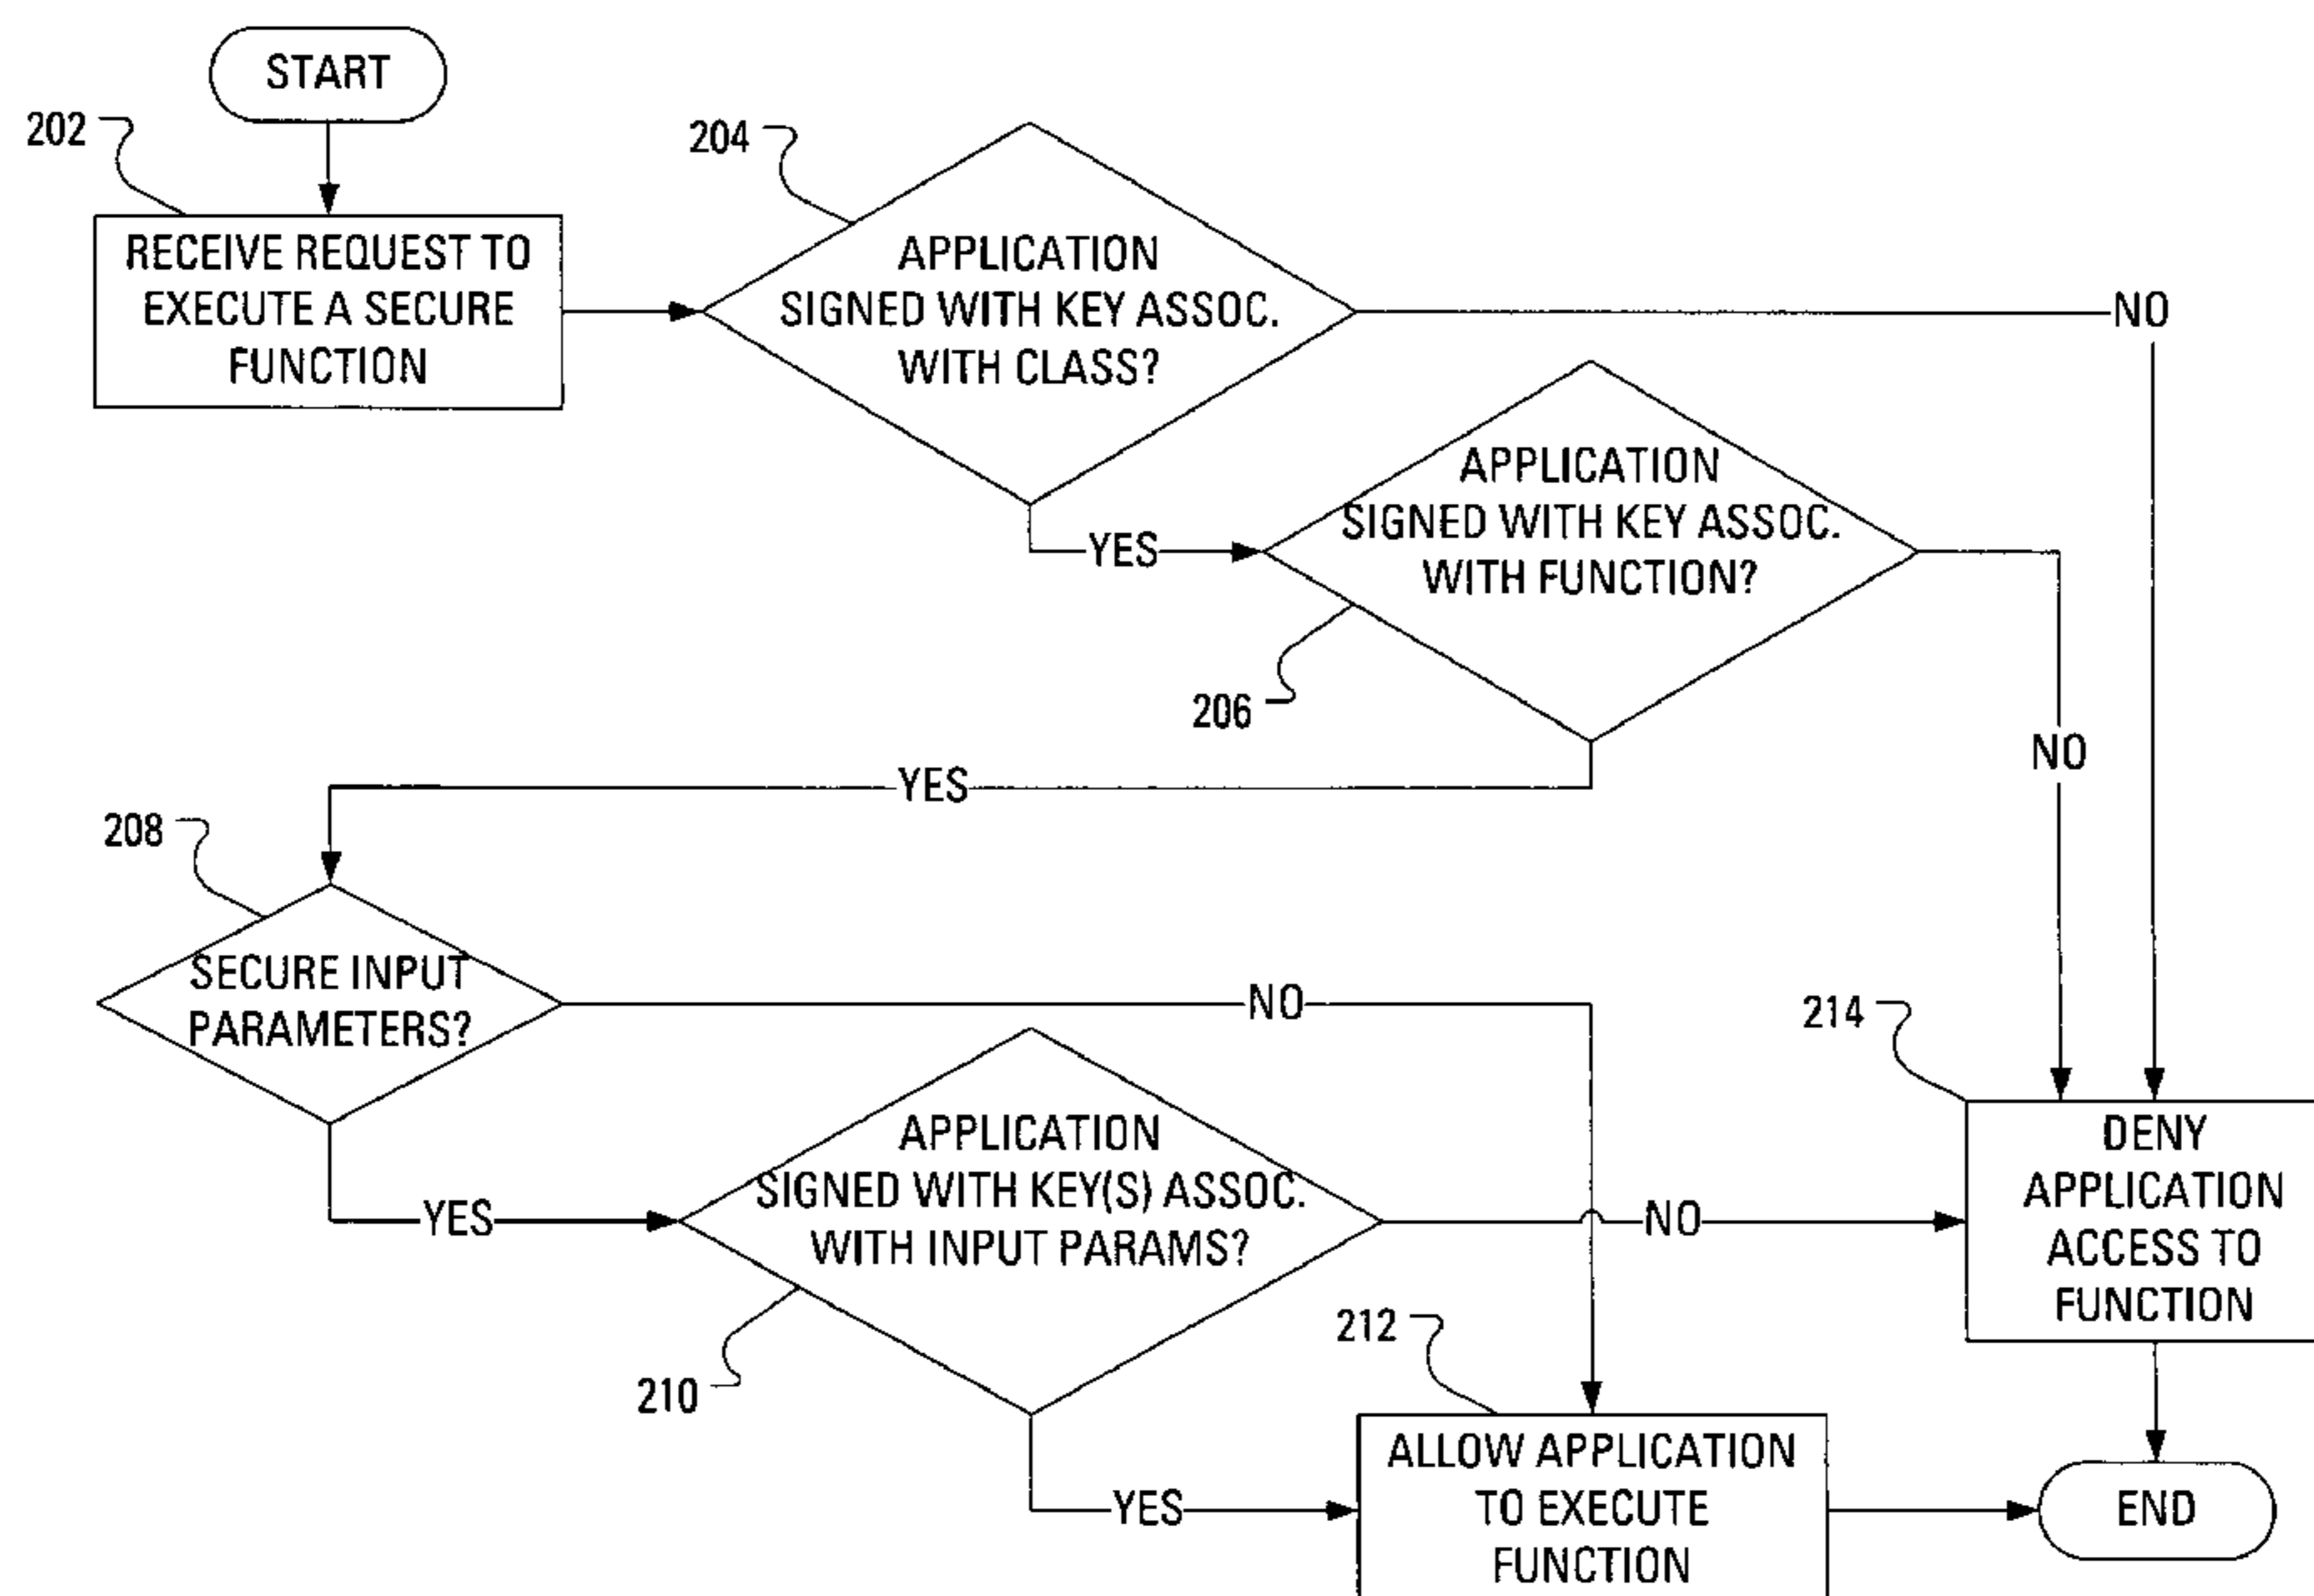 START
202
RECEIVE REQUEST TO
EXECUTE A SECURE
FUNCTION
204
APPLICATION
SIGNED WITH KEY ASSOC.
WITH CLASS?
NO
YES
206
APPLICATION
SIGNED WITH KEY ASSOC.
WITH FUNCTION?
NO
YES
208
SECURE INPUT
PARAMETERS?
NO
YES
210
APPLICATION
SIGNED WITH KEY(S) ASSOC.
WITH INPUT PARAMS?
NO
YES
212
ALLOW APPLICATION
TO EXECUTE
FUNCTION
214
DENY
APPLICATION
ACCESS TO
FUNCTION
END